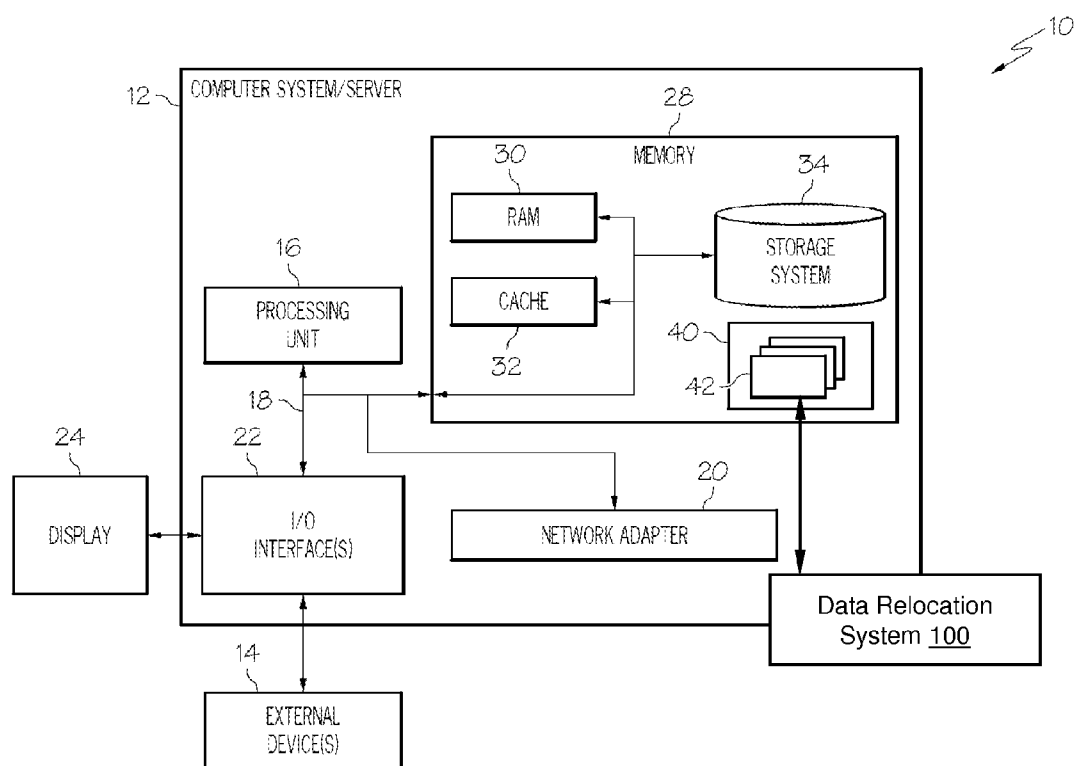 10
12
COMPUTER SYSTEM/SERVER
28
MEMORY
30
RAM
34
STORAGE
SYSTEM
16
PROCESSING
UNIT
CACHE
32
40
42
18
24
DISPLAY
22
I/O
INTERFACE(S)
20
NETWORK ADAPTER
Data Relocation
System 100
14
EXTERNAL
DEVICE(S)